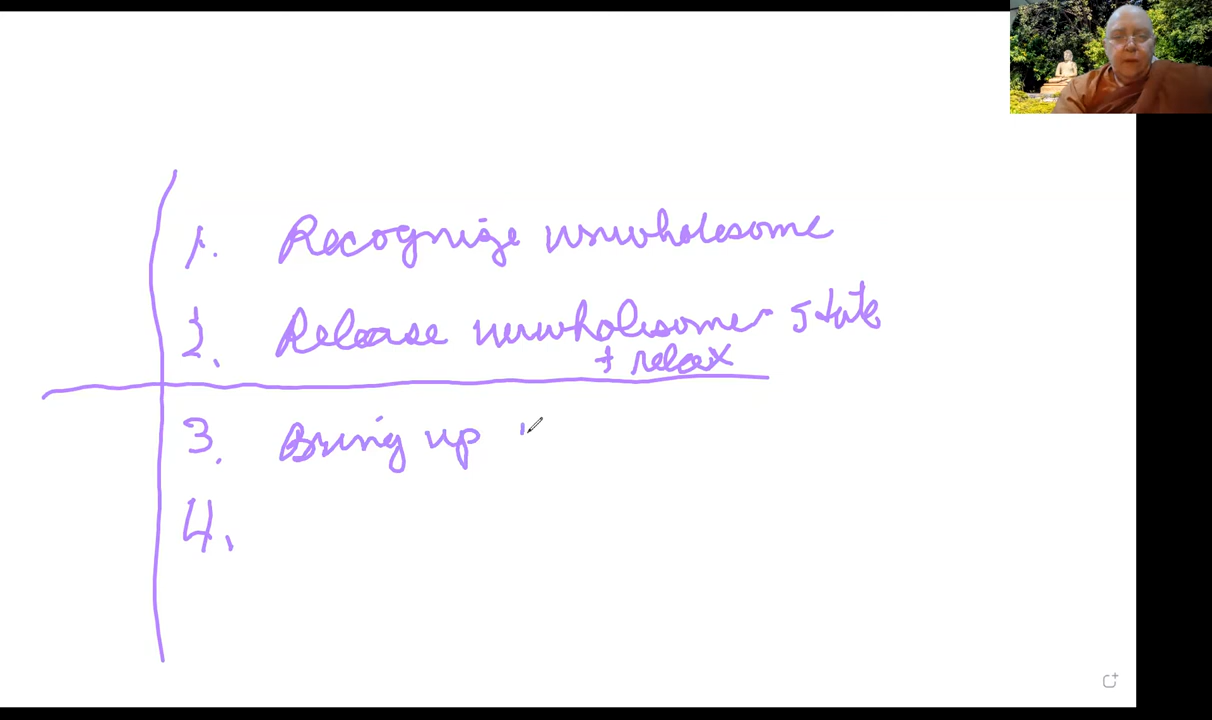 1. Recognize unwholesome
2. Release unwholesome state
+ relax
3. Bring up
4.